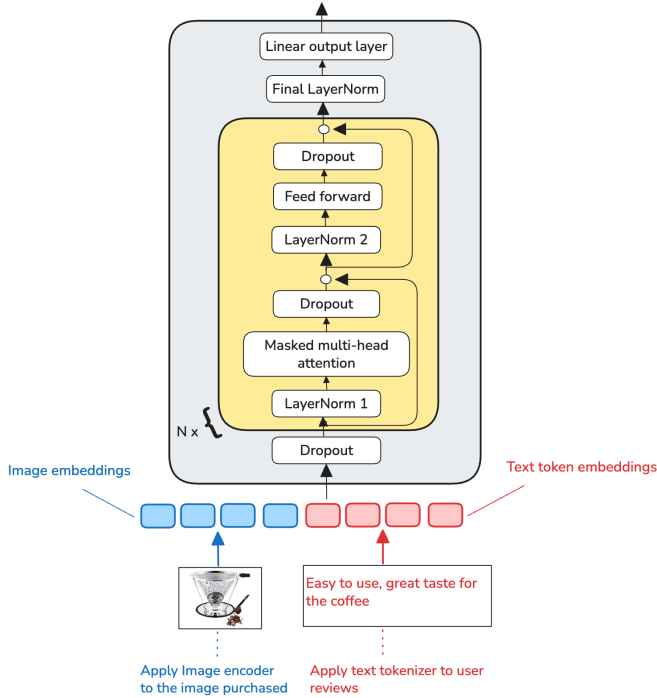 Linear output layer
Final LayerNorm
Dropout
Feed forward
LayerNorm 2
Dropout
Masked multi-head
attention
LayerNorm 1
N x {
Dropout
Image embeddings
Text token embeddings
Easy to use, great taste for
the coffee
Apply Image encoder
to the image purchased
Apply text tokenizer to user
reviews